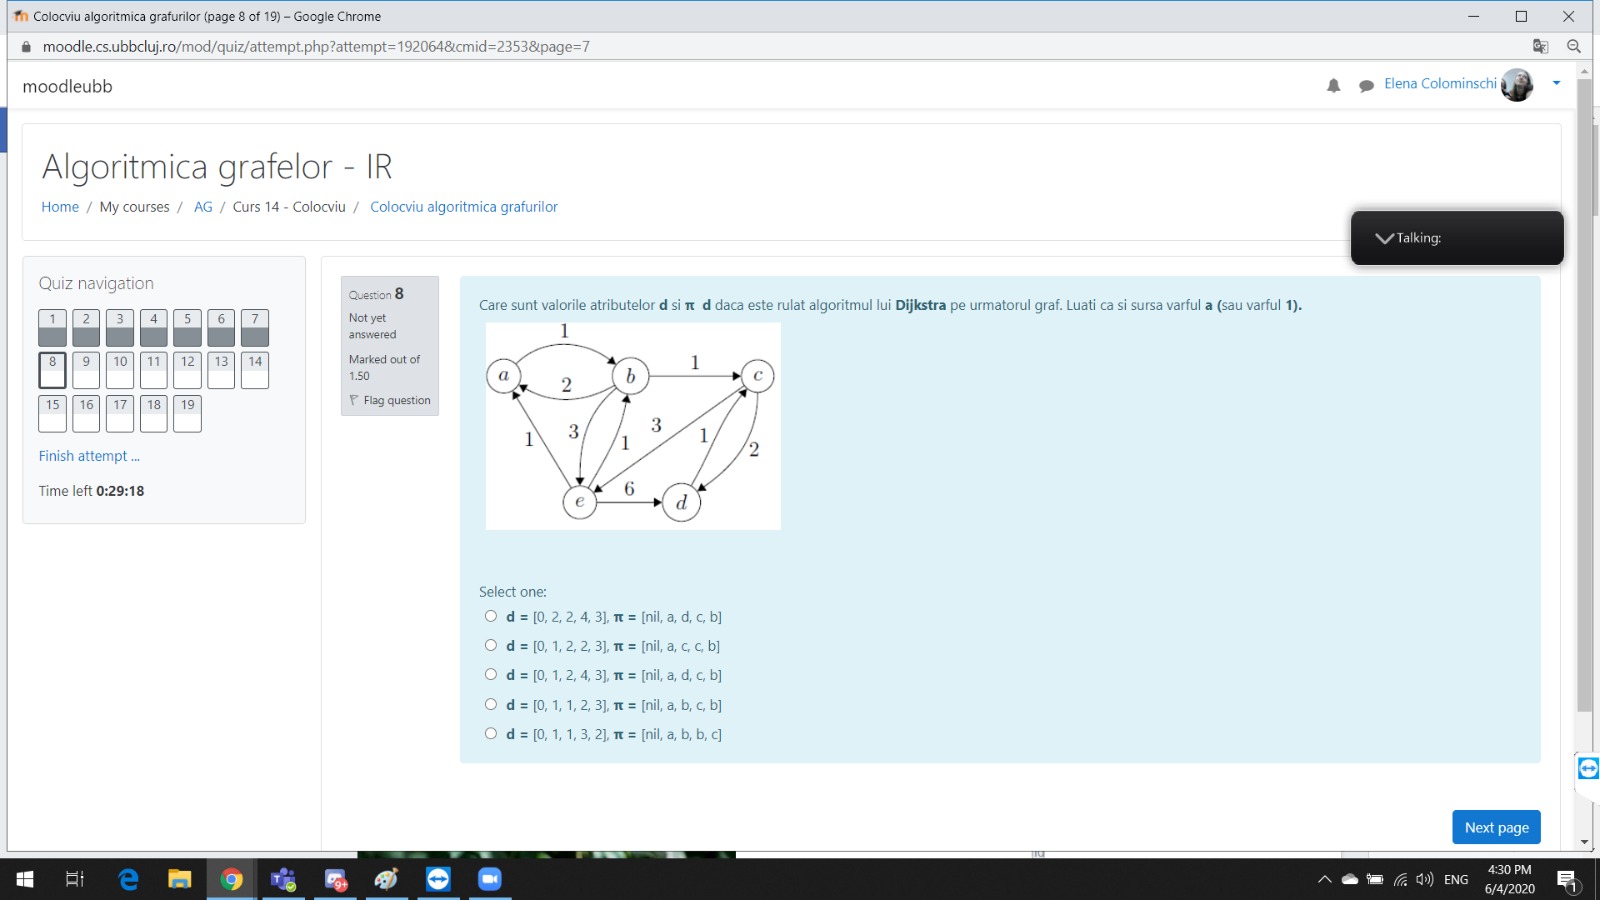 Colocviu algoritmica grafurilor (page 8 of 19) – Google Chrome
moodle.cs.ubbcluj.ro/mod/quiz/attempt.php?attempt=192064&cmid=2353&page=7
moodleubb
Elena Colominschi
Algoritmica grafelor - IR
Home / My courses / AG / Curs 14 - Colocviu / Colocviu algoritmica grafurilor
Talking:
Quiz navigation
1 2 3 4 5 6 7
8 9 10 11 12 13 14
15 16 17 18 19
Finish attempt ...
Time left 0:29:18
Question 8
Not yet
answered
Marked out of
1.50
Flag question
Care sunt valorile atributelor d si π d daca este rulat algoritmul lui Dijkstra pe urmatorul graf. Luati ca si sursa varful a (sau varful 1).
1
1
a b c
2
3
1 3 1 1 2
6
e d
Select one:
d = [0, 2, 2, 4, 3], π = [nil, a, d, c, b]
d = [0, 1, 2, 2, 3], π = [nil, a, c, c, b]
d = [0, 1, 2, 4, 3], π = [nil, a, d, c, b]
d = [0, 1, 1, 2, 3], π = [nil, a, b, c, b]
d = [0, 1, 1, 3, 2], π = [nil, a, b, b, c]
Next page
9+
ENG
4:30 PM
6/4/2020
1